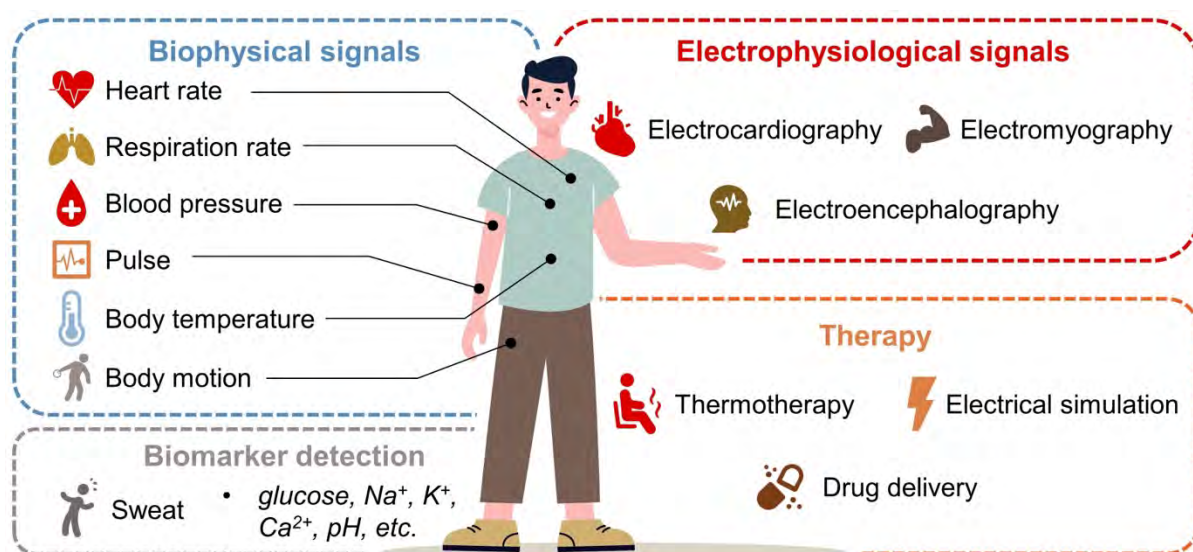 Biophysical signals
Heart rate
Respiration rate
Blood pressure
Pulse
Body temperature
Body motion
Biomarker detection
Sweat
• glucose, Na⁺, K⁺,
Ca²⁺, pH, etc.
Electrophysiological signals
Electrocardiography
Electromyography
Electroencephalography
Therapy
Thermotherapy
Electrical simulation
Drug delivery